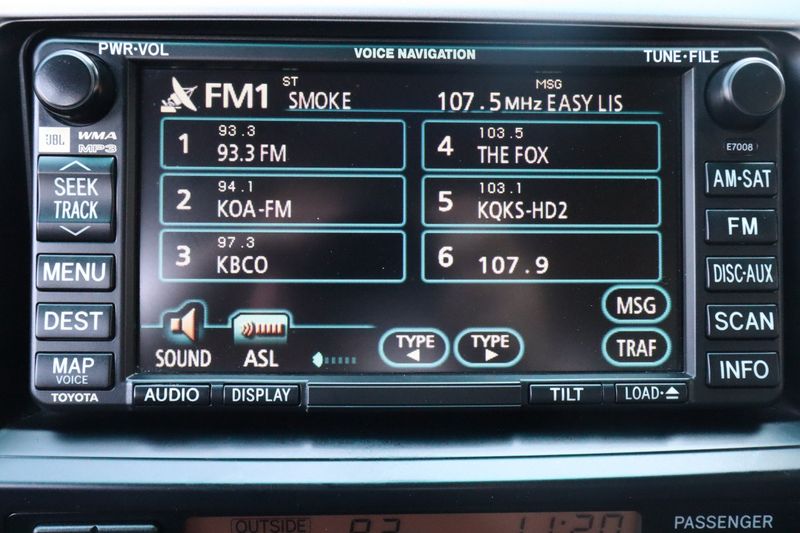 PWR·VOL VOICE NAVIGATION TUNE·FILE
FM1 ST SMOKE 107.5 MHz MSG EASY LIS
JBL WMA MP3
E7008
1 93.3 93.3 FM
4 103.5 THE FOX
2 94.1 KOA-FM
5 103.1 KQKS-HD2
3 97.3 KBCO
6 107.9
SEEK TRACK
MENU
DEST
MAP VOICE
TOYOTA
AM·SAT
FM
DISC·AUX
SCAN
INFO
MSG
SOUND ASL TYPE TYPE TRAF
AUDIO DISPLAY TILT LOAD·
OUTSIDE 11:20 PASSENGER